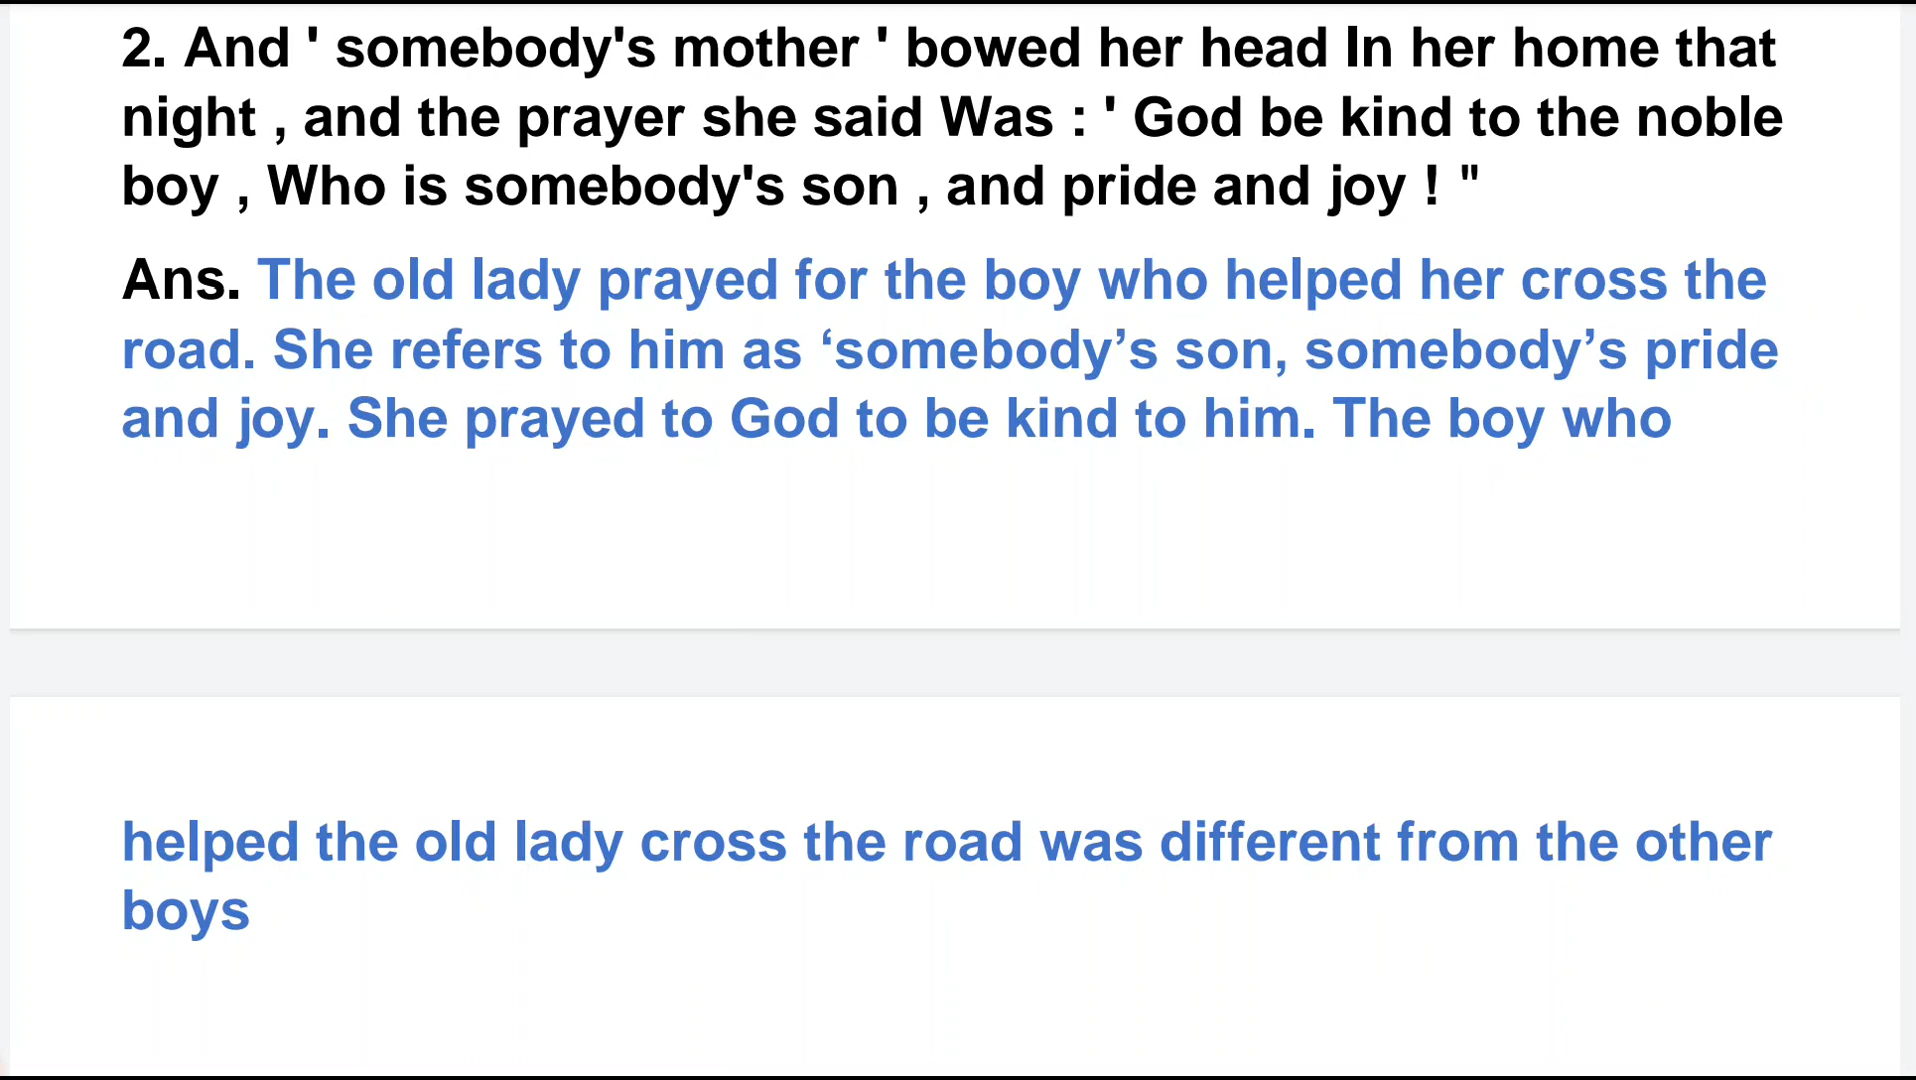 2. And ' somebody's mother ' bowed her head In her home that
night , and the prayer she said Was : ' God be kind to the noble
boy , Who is somebody's son , and pride and joy ! "
Ans. The old lady prayed for the boy who helped her cross the
road. She refers to him as ‘somebody’s son, somebody’s pride
and joy. She prayed to God to be kind to him. The boy who
helped the old lady cross the road was different from the other
boys